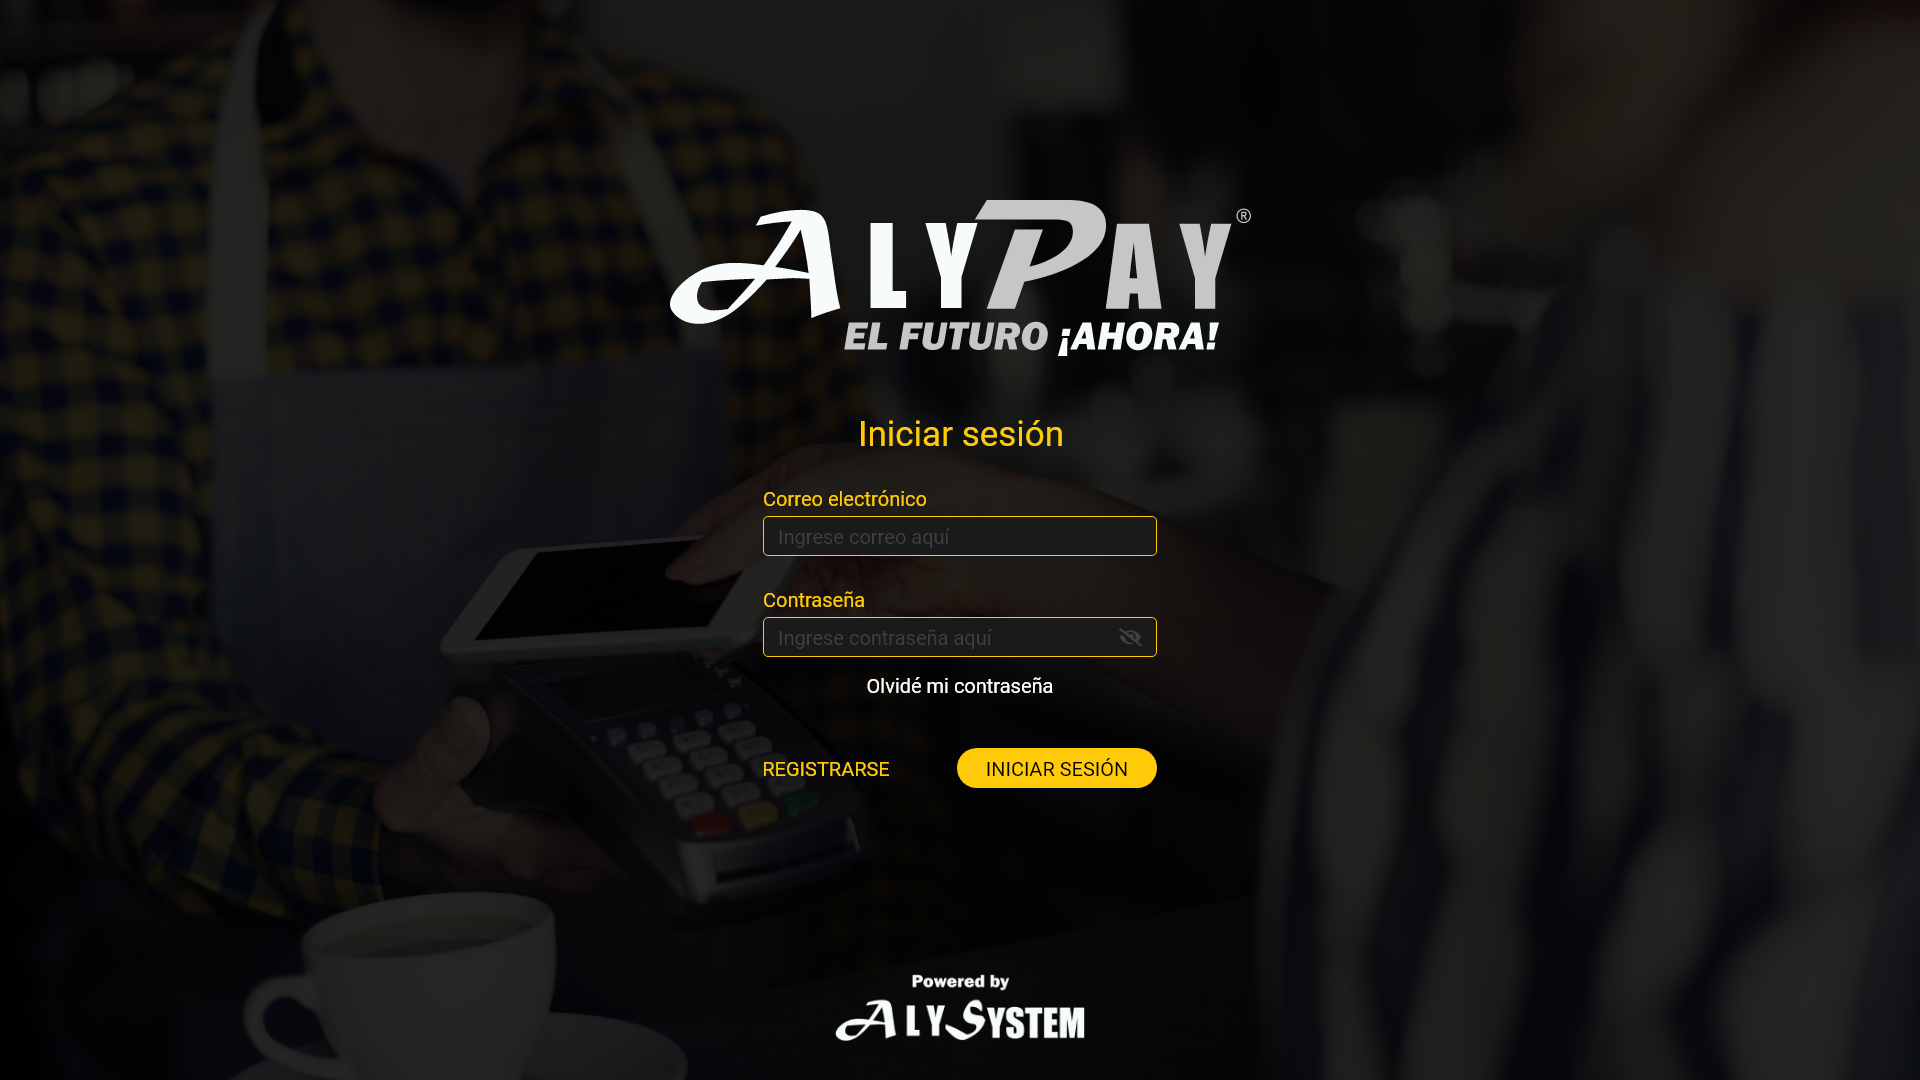 ALYPAY®
EL FUTURO ¡AHORA!
Iniciar sesión
Correo electrónico
Ingrese correo aquí
Contraseña
Ingrese contraseña aquí
Olvidé mi contraseña
REGISTRARSE
INICIAR SESIÓN
Powered by
ALYSYSTEM